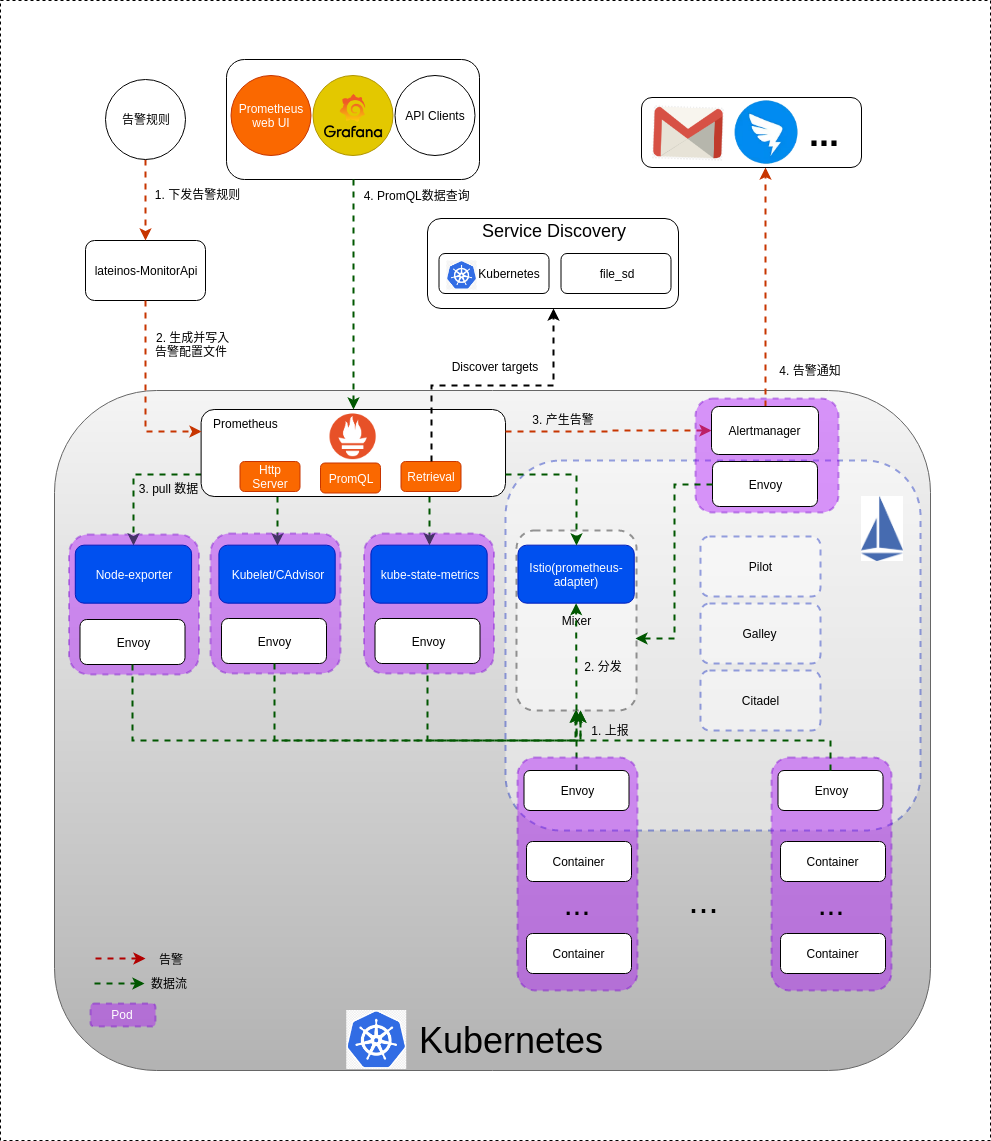 告警规则
Prometheus
web UI
Grafana
API Clients
...
1. 下发告警规则
4. PromQL数据查询
lateinos-MonitorApi
Service Discovery
Kubernetes
file_sd
2. 生成并写入
告警配置文件
Discover targets
4. 告警通知
Prometheus
Http
Server
PromQL
Retrieval
3. 产生告警
Alertmanager
Envoy
3. pull 数据
Node-exporter
Envoy
Kubelet/CAdvisor
Envoy
kube-state-metrics
Envoy
Istio(prometheus-
adapter)
Mixer
2. 分发
Pilot
Galley
Citadel
1. 上报
Envoy
Container
...
Container
...
Envoy
Container
...
Container
告警
数据流
Pod
Kubernetes